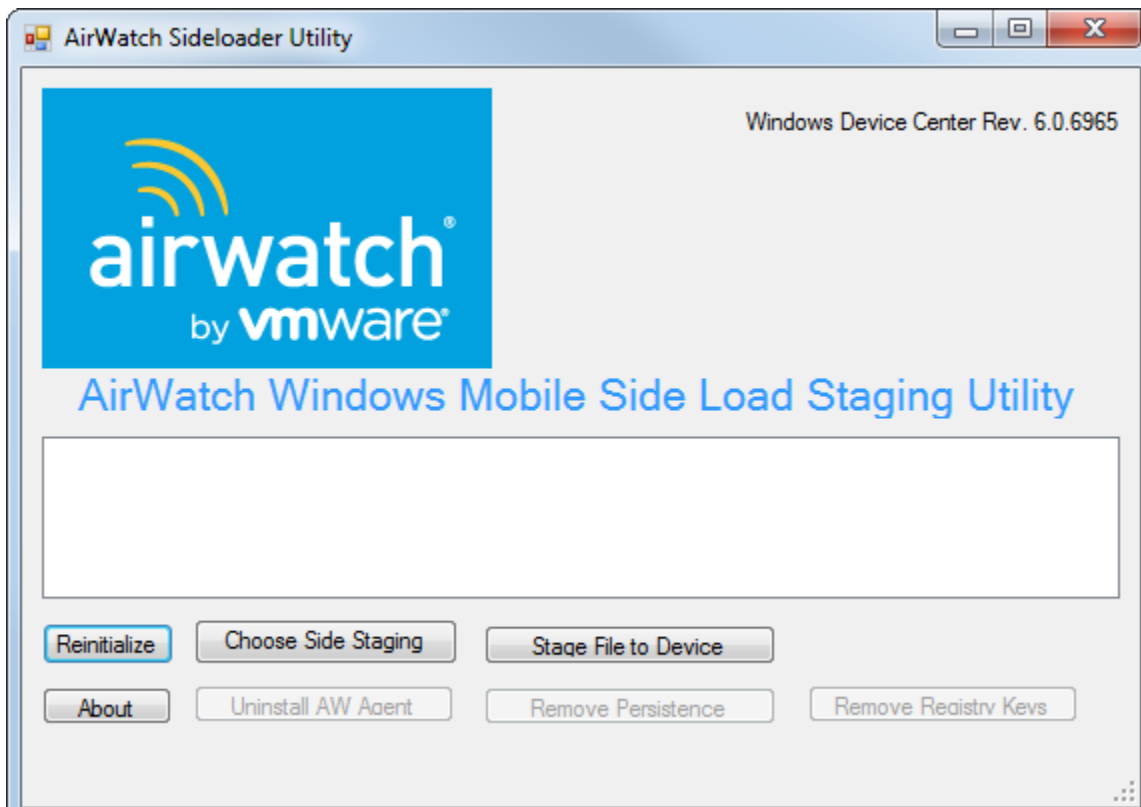 AirWatch Sideloader Utility
Windows Device Center Rev. 6.0.6965
airwatch®
by vmware®
AirWatch Windows Mobile Side Load Staging Utility
Reinitialize Choose Side Staging Stage File to Device
About Uninstall AW Agent Remove Persistence Remove Registry Keys